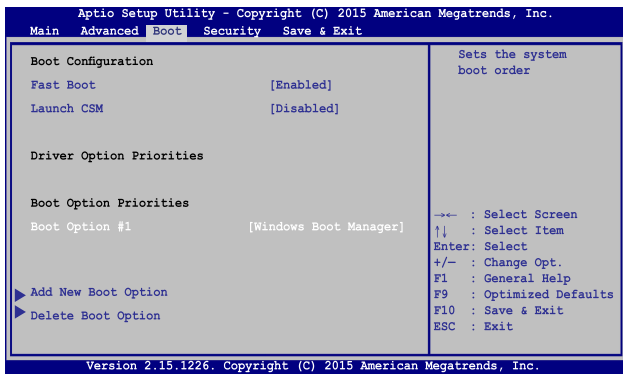 Aptio Setup Utility - Copyright (C) 2015 American Megatrends, Inc.
Main Advanced Boot Security Save & Exit
Boot Configuration
Fast Boot [Enabled]
Launch CSM [Disabled]
Driver Option Priorities
Boot Option Priorities
Boot Option #1 [Windows Boot Manager]
Add New Boot Option
Delete Boot Option
Sets the system
boot order
→← : Select Screen
↑↓ : Select Item
Enter: Select
+/— : Change Opt.
F1 : General Help
F9 : Optimized Defaults
F10 : Save & Exit
ESC : Exit
Version 2.15.1226. Copyright (C) 2015 American Megatrends, Inc.